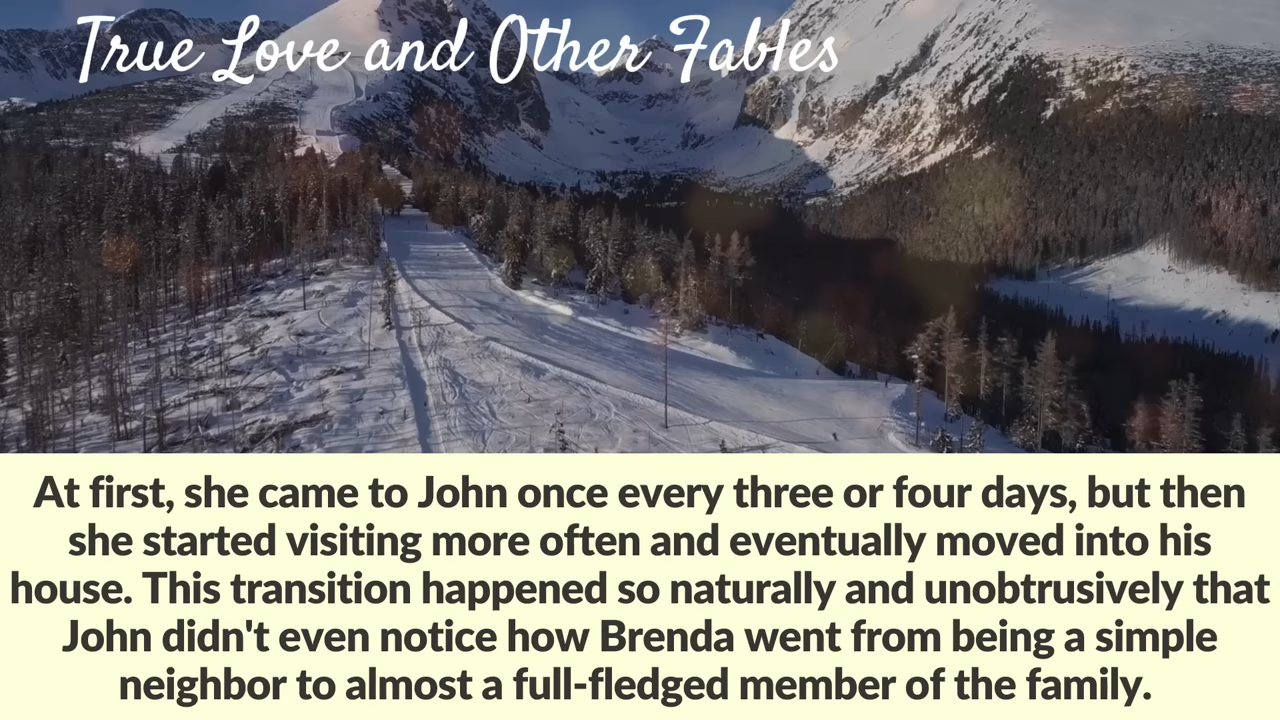 True Love and Other Fables
At first, she came to John once every three or four days, but then
she started visiting more often and eventually moved into his
house. This transition happened so naturally and unobtrusively that
John didn't even notice how Brenda went from being a simple
neighbor to almost a full-fledged member of the family.